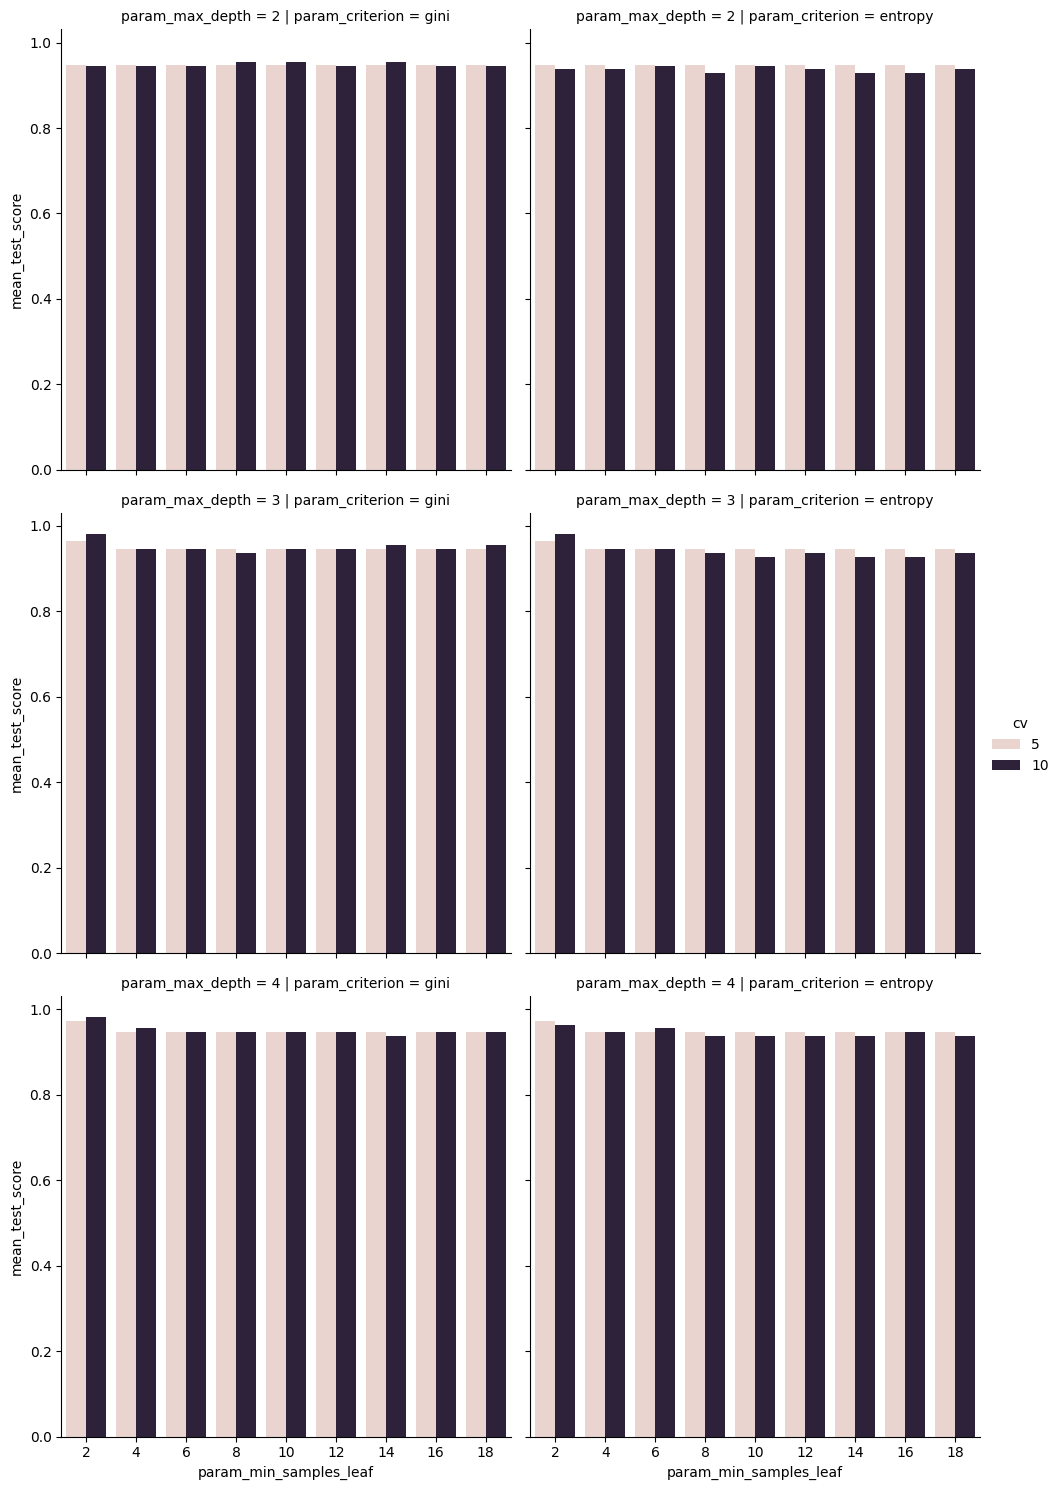 param_max_depth = 2 | param_criterion = gini
param_max_depth = 2 | param_criterion = entropy
1.0
0.8
0.6
0.4
0.2
0.0
mean_test_score
param_max_depth = 3 | param_criterion = gini
param_max_depth = 3 | param_criterion = entropy
1.0
0.8
0.6
0.4
0.2
0.0
mean_test_score
cv
5
10
param_max_depth = 4 | param_criterion = gini
param_max_depth = 4 | param_criterion = entropy
1.0
0.8
0.6
0.4
0.2
0.0
mean_test_score
2 4 6 8 10 12 14 16 18
2 4 6 8 10 12 14 16 18
param_min_samples_leaf
param_min_samples_leaf